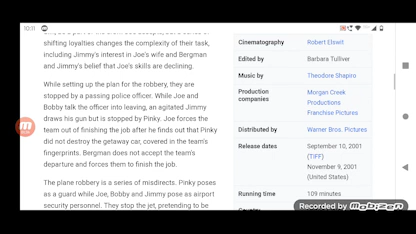 10:11
shifting loyalties changes the complexity of their task,
including Jimmy's interest in Joe's wife and Bergman
and Jimmy's belief that Joe's skills are declining.
While setting up the plan for the robbery, they are
stopped by a passing police officer. While Joe and
Bobby talk the officer into leaving, an agitated Jimmy
draws his gun but is stopped by Pinky. Joe forces the
team out of finishing the job after he finds out that Pinky
did not destroy the getaway car, covered in the team's
fingerprints. Bergman does not accept the team's
departure and forces them to finish the job.
The plane robbery is a series of misdirects. Pinky poses
as a guard while Joe, Bobby and Jimmy pose as airport
security personnel. They stop the jet, pretending to be
Cinematography Robert Elswit
Edited by Barbara Tulliver
Music by Theodore Shapiro
Production companies Morgan Creek
Productions
Franchise Pictures
Distributed by Warner Bros. Pictures
Release dates September 10, 2001
(TIFF)
November 9, 2001
(United States)
Running time 109 minutes
Country
Recorded by Mobizen